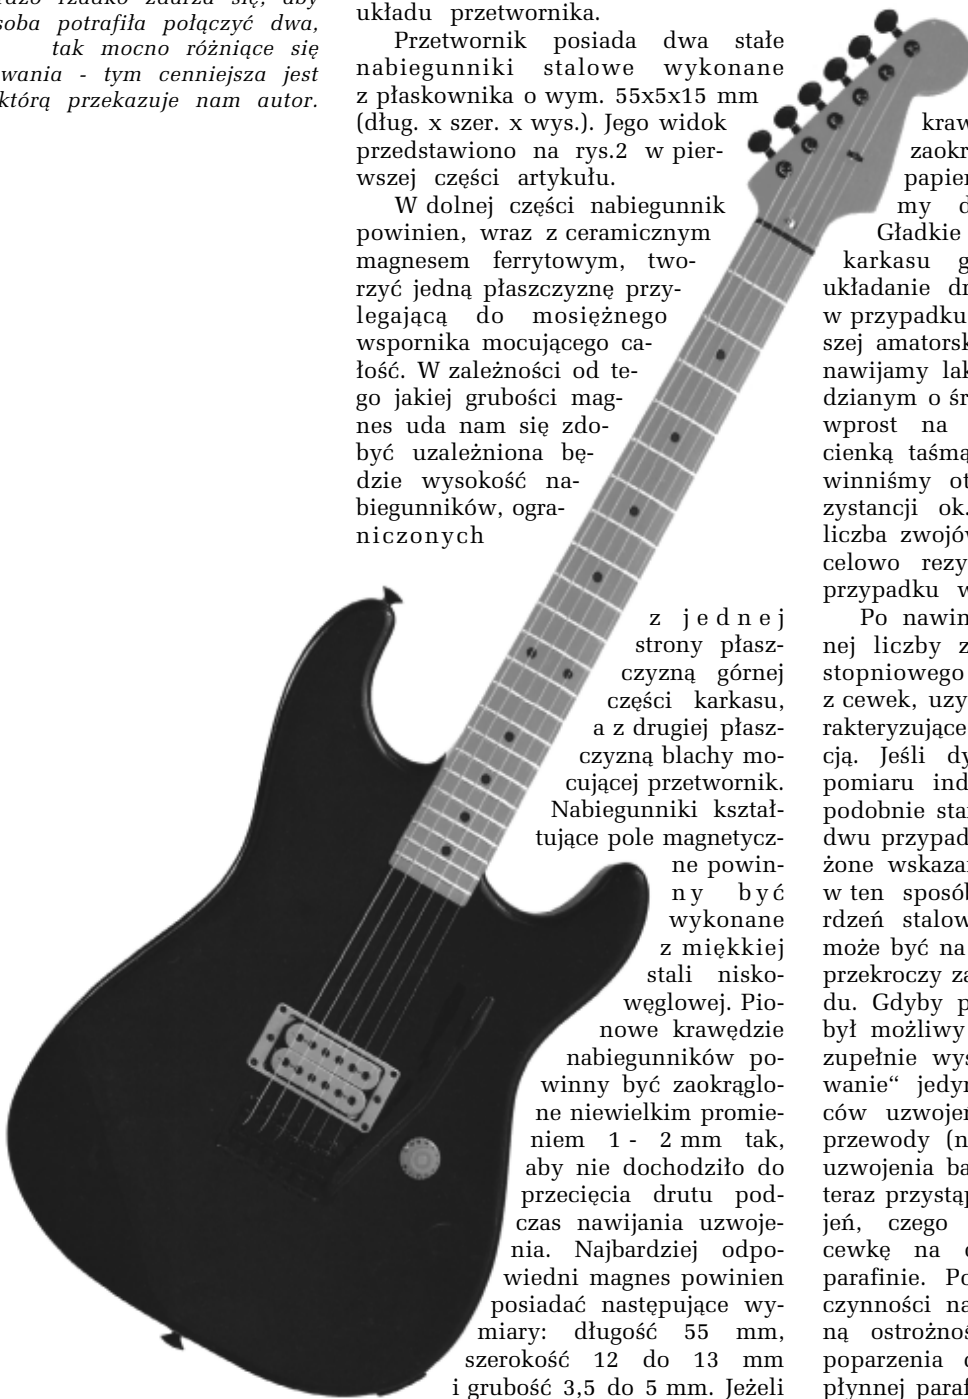 soba potrafiła połączyć dwa,
tak mocno różniące się
wania - tym cenniejsza jest
którą przekazuje nam autor.
układu przetwornika.
Przetwornik posiada dwa stałe
nabiegunniki stalowe wykonane
z płaskownika o wym. 55x5x15 mm
(dług. x szer. x wys.). Jego widok
przedstawiono na rys.2 w pier-
wszej części artykułu.
W dolnej części nabiegunnik
powinien, wraz z ceramicznym
magnesem ferrytowym, two-
rzyć jedną płaszczyznę przy-
legającą do mosiężnego
wspornika mocującego ca-
łość. W zależności od te-
go jakiej grubości mag-
nes uda nam się zdo-
być uzależniona bę-
dzie wysokość na-
biegunników, ogra-
niczonych
z jednej
strony płasz-
czyzną górnej
części karkasu,
a z drugiej płasz-
czyzną blachy mo-
cującej przetwornik.
Nabiegunniki kształ-
tujące pole magnetycz-
ne powin-
ny być
wykonane
z miękkiej
stali nisko-
węglowej. Pio-
nowe krawędzie
nabiegunników po-
winny być zaokrąglo-
ne niewielkim promie-
niem 1 - 2 mm tak,
aby nie dochodziło do
przecięcia drutu pod-
czas nawijania uzwoje-
nia. Najbardziej odpo-
wiedni magnes powinien
posiadać następujące wy-
miary: długość 55 mm,
szerokość 12 do 13 mm
i grubość 3,5 do 5 mm. Jeżeli
kraw
zaokr
papier
my d
Gładkie
karkasu g
układanie dr
w przypadku
szej amatorsk
nawijamy lak
dzianym o śr
wprost na
cienką taśmą
winniśmy ot
zystancji ok.
liczba zwojów
celowo rezy
przypadku w
Po nawin
nej liczby z
stopniowego
z cewek, uzy
rakteryzujące
cją. Jeśli dy
pomiaru ind
podobnie sta
dwu przypad
żone wskazan
w ten sposób
rdzeń stalow
może być na
przekroczy za
du. Gdyby p
był możliwy
zupełnie wys
wanie“ jedyn
ców uzwojen
przewody (n
uzwojenia ba
teraz przystąp
jeń, czego
cewkę na
parafinie. Po
czynności na
ną ostrożnoś
poparzenia
płynnej paraf